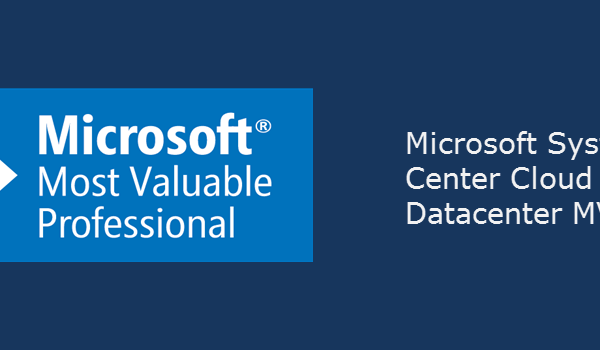 Microsoft®
Most Valuable
Professional
Microsoft Sys
Center Cloud
Datacenter MV